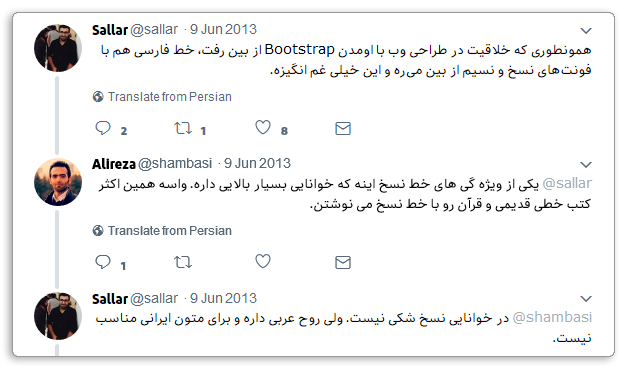 Sallar @sallar · 9 Jun 2013
همونطوری که خلاقیت در طراحی وب با اومدن Bootstrap از بین رفت، خط فارسی هم با
فونت‌های نسخ و نسیم از بین می‌ره و این خیلی غم انگیزه.
Translate from Persian
2 1 8
Alireza @shambasi · 9 Jun 2013
@sallar یکی از ویژه گی های خط نسخ اینه که خوانایی بسیار بالایی داره. واسه همین اکثر
کتب خطی قدیمی و قرآن رو با خط نسخ می نوشتن.
Translate from Persian
1
Sallar @sallar · 9 Jun 2013
@shambasi در خوانایی نسخ شکی نیست. ولی روح عربی داره و برای متون ایرانی مناسب
نیست.